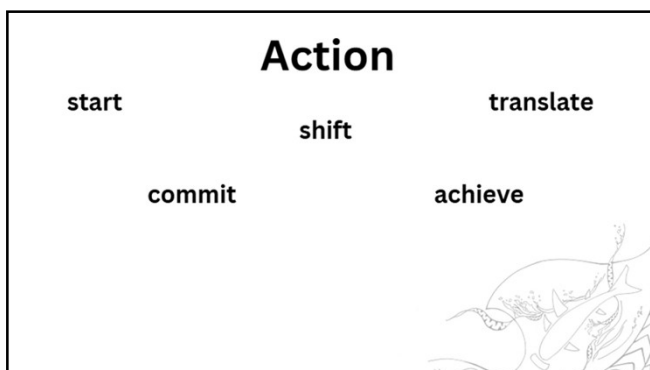 Action
start
translate
shift
commit
achieve